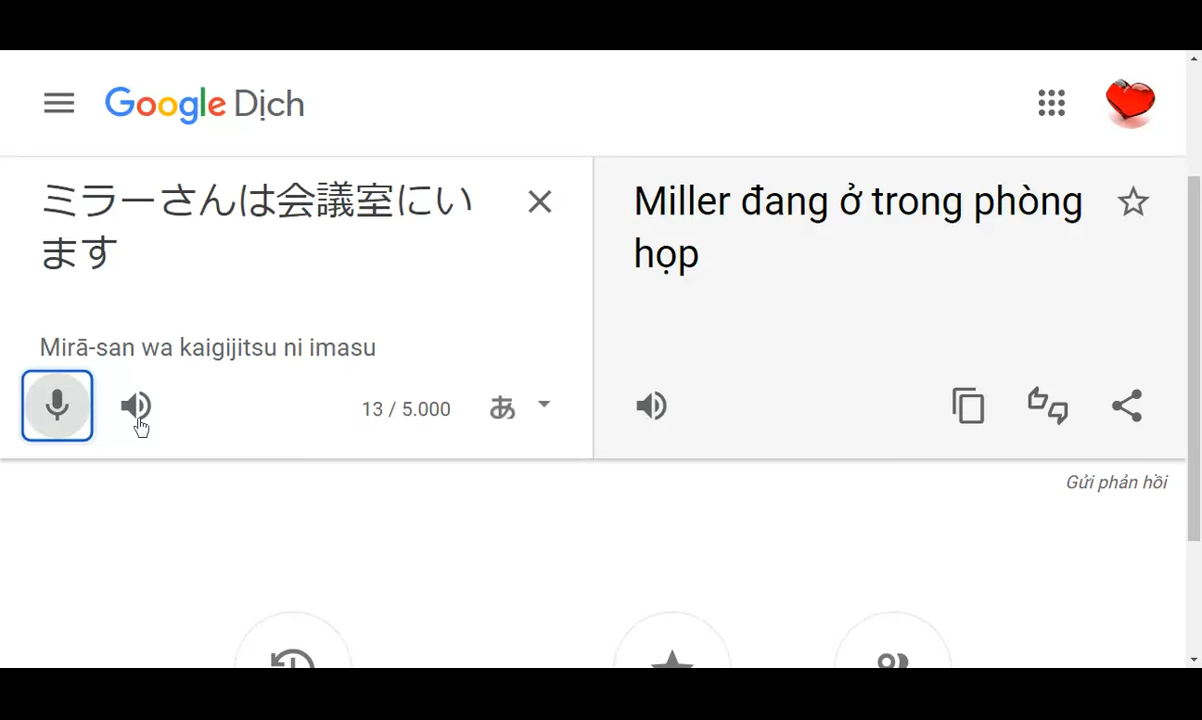 Google Dịch
ミラーさんは会議室にい
ます
Mirā-san wa kaigijitsu ni imasu
13 / 5.000
あ
Miller đang ở trong phòng
họp
Gửi phản hồi